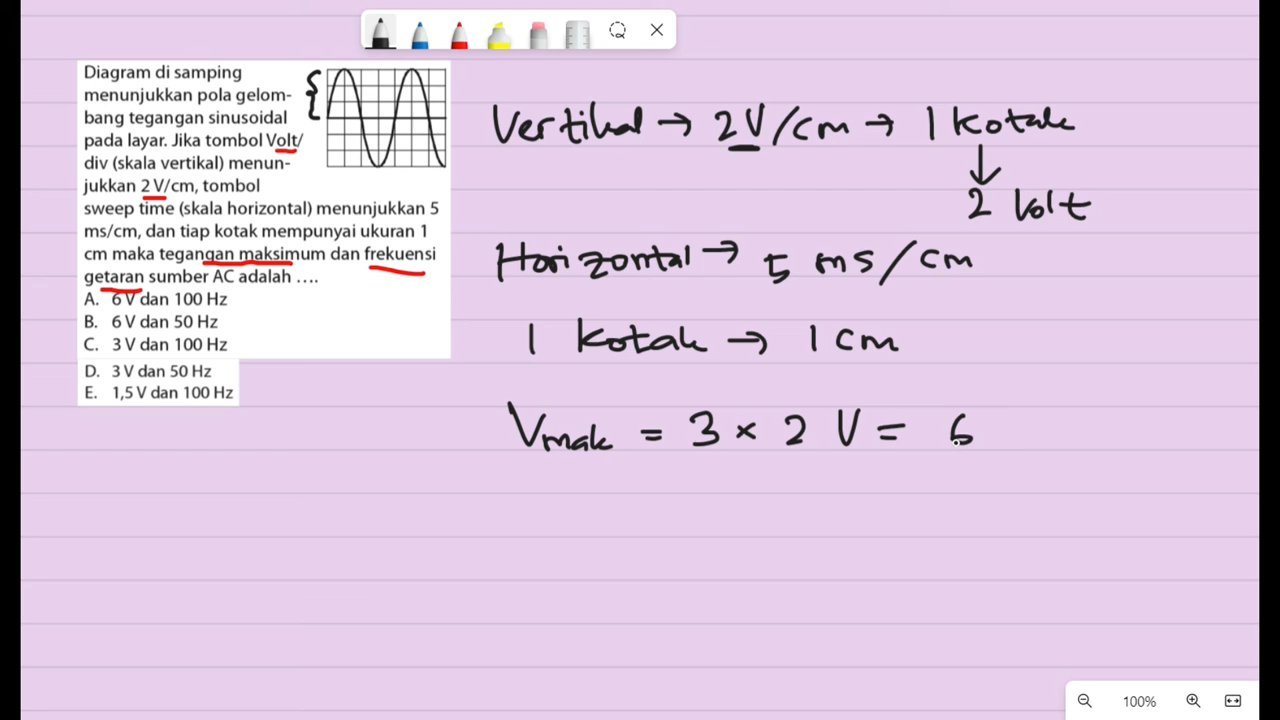 Diagram di samping
menunjukkan pola gelom-
bang tegangan sinusoidal
pada layar. Jika tombol Volt/
div (skala vertikal) menun-
jukkan 2 V/cm, tombol
sweep time (skala horizontal) menunjukkan 5
ms/cm, dan tiap kotak mempunyai ukuran 1
cm maka tegangan maksimum dan frekuensi
getaran sumber AC adalah ....
A. 6 V dan 100 Hz
B. 6 V dan 50 Hz
C. 3 V dan 100 Hz
D. 3 V dan 50 Hz
E. 1,5 V dan 100 Hz
Vertikal → 2V/cm → 1 kotak
↓
2 Volt
Horizontal → 5 ms/cm
1 kotak → 1 cm
Vmak = 3 × 2 V = 6
100%